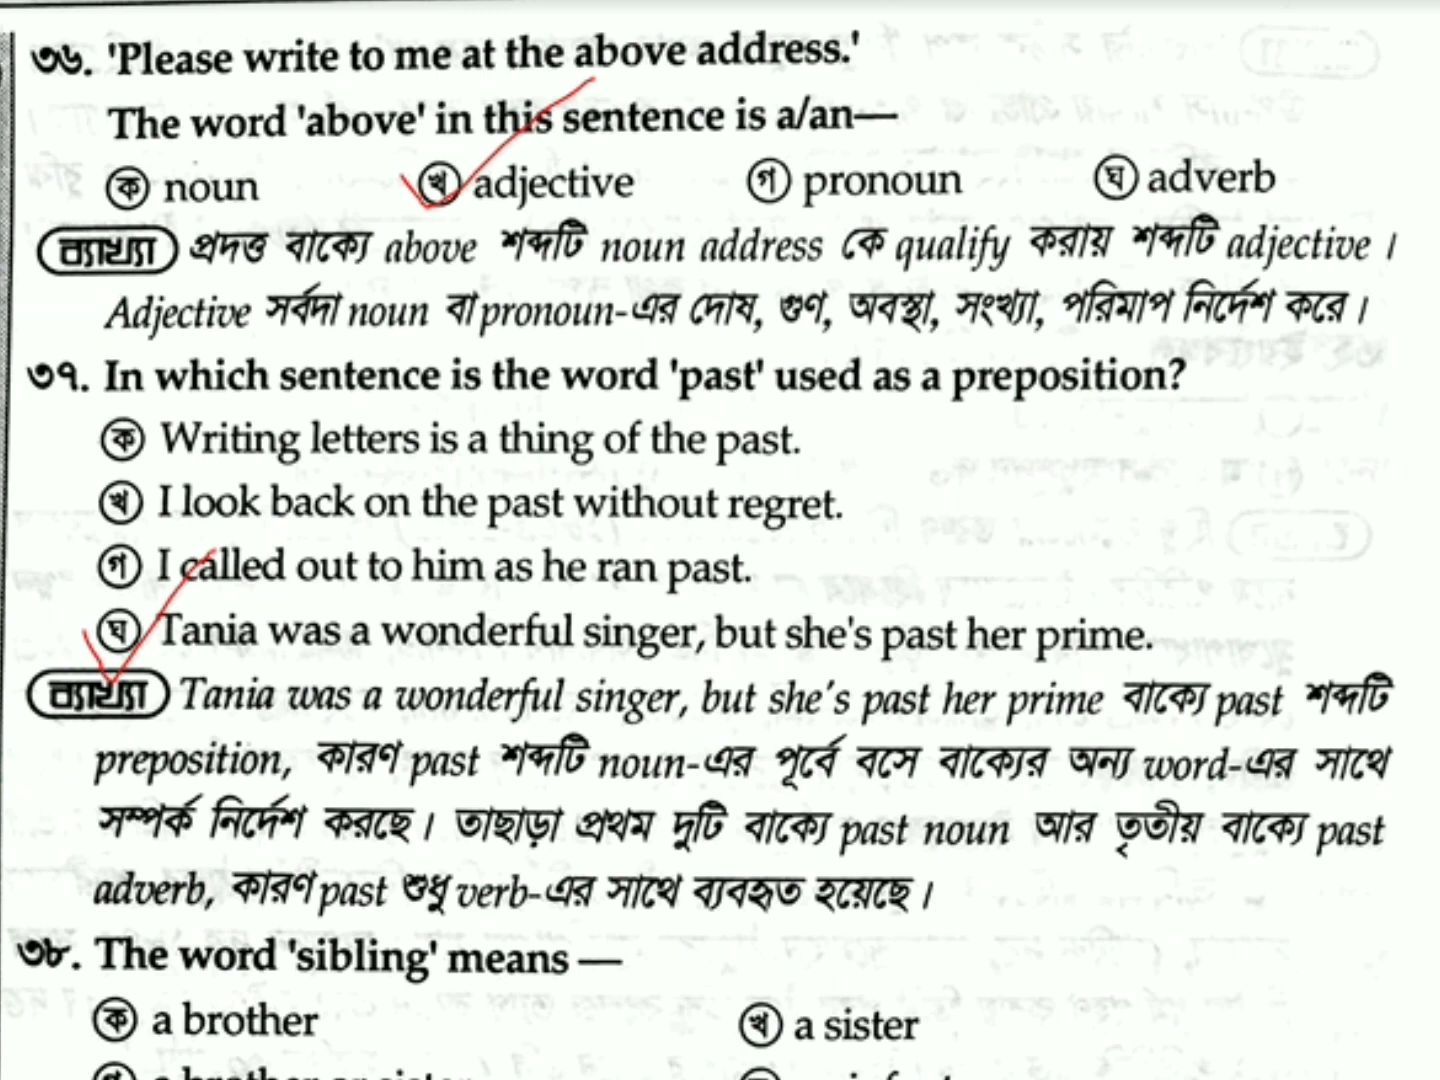 ৩৬. 'Please write to me at the above address.'
The word 'above' in this sentence is a/an—
ক noun খ adjective গ pronoun ঘ adverb
ব্যাখ্যা প্রদত্ত বাক্যে above শব্দটি noun address কে qualify করায় শব্দটি adjective।
Adjective সর্বদা noun বা pronoun-এর দোষ, গুণ, অবস্থা, সংখ্যা, পরিমাপ নির্দেশ করে।
৩৭. In which sentence is the word 'past' used as a preposition?
ক Writing letters is a thing of the past.
খ I look back on the past without regret.
গ I called out to him as he ran past.
ঘ Tania was a wonderful singer, but she's past her prime.
ব্যাখ্যা Tania was a wonderful singer, but she's past her prime বাক্যে past শব্দটি
preposition, কারণ past শব্দটি noun-এর পূর্বে বসে বাক্যের অন্য word-এর সাথে
সম্পর্ক নির্দেশ করছে। তাছাড়া প্রথম দুটি বাক্যে past noun আর তৃতীয় বাক্যে past
adverb, কারণ past শুধু verb-এর সাথে ব্যবহৃত হয়েছে।
৩৮. The word 'sibling' means —
ক a brother খ a sister
গ a brother or sister